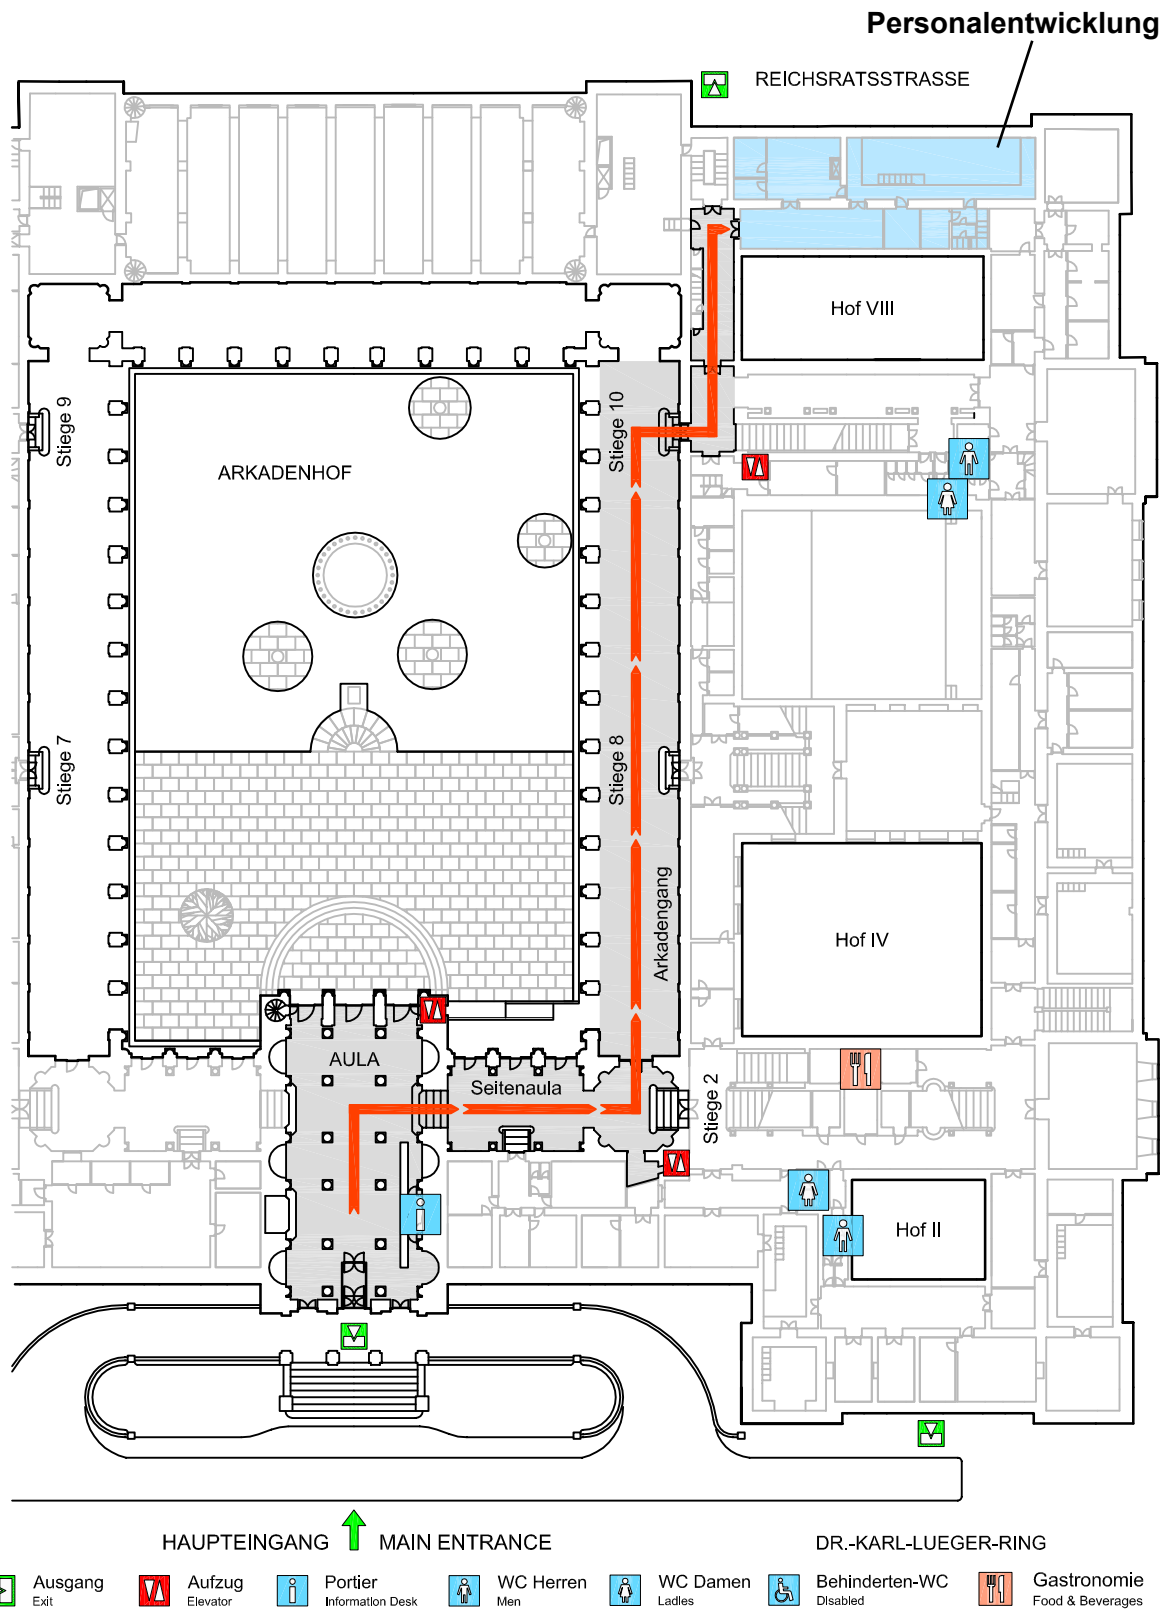 Personalentwicklung
REICHSRATSSTRASSE
Hof VIII
Stiege 9
Stiege 10
ARKADENHOF
Stiege 7
Stiege 8
Arkadengang
Hof IV
AULA
Seitenaula
Stiege 2
Hof II
HAUPTEINGANG MAIN ENTRANCE
DR.-KARL-LUEGER-RING
Ausgang
Exit
Aufzug
Elevator
Portier
Information Desk
WC Herren
Men
WC Damen
Ladies
Behinderten-WC
Disabled
Gastronomie
Food & Beverages